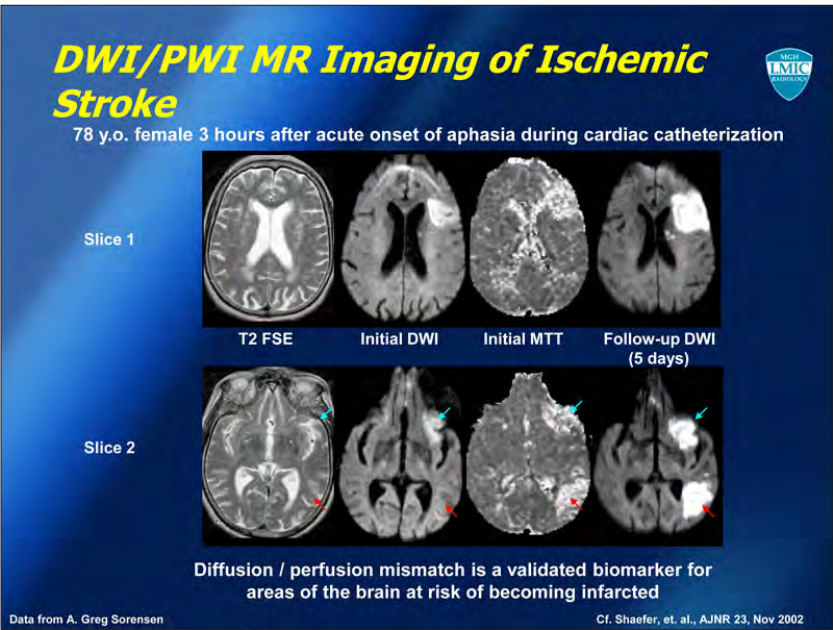 DWI/PWI MR Imaging of Ischemic
Stroke
MGH
LMIC
RADIOLOGY
78 y.o. female 3 hours after acute onset of aphasia during cardiac catheterization
Slice 1
T2 FSE Initial DWI Initial MTT Follow-up DWI
(5 days)
Slice 2
Diffusion / perfusion mismatch is a validated biomarker for
areas of the brain at risk of becoming infarcted
Data from A. Greg Sorensen Cf. Shaefer, et. al., AJNR 23, Nov 2002